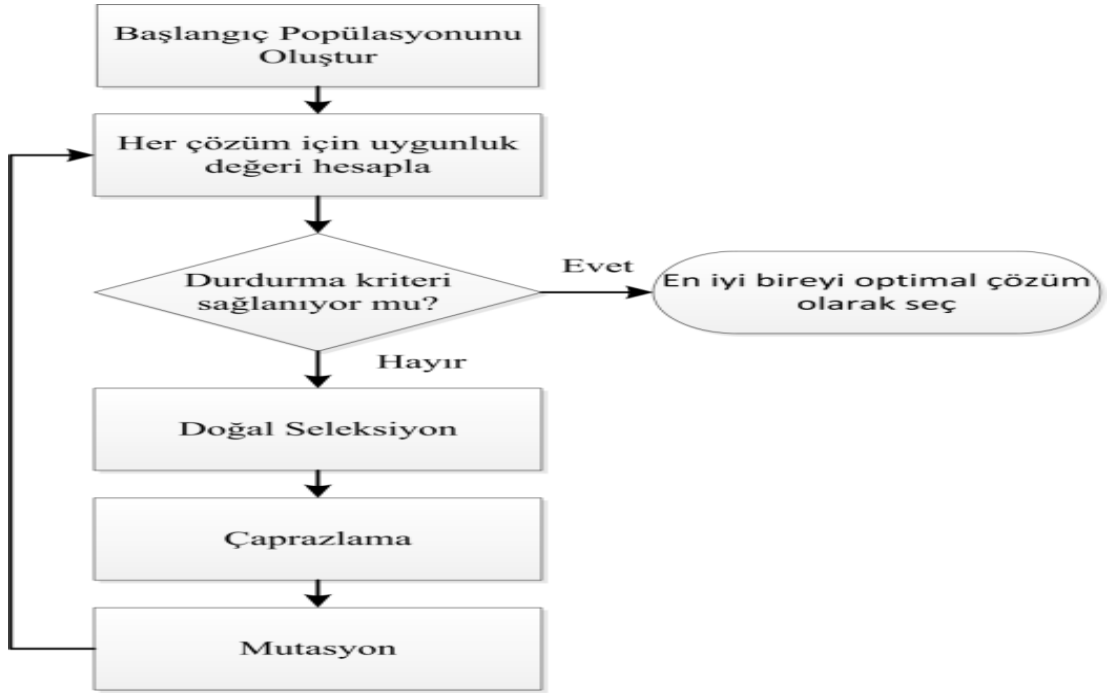 Başlangıç Popülasyonunu
Oluştur
Her çözüm için uygunluk
değeri hesapla
Durdurma kriteri
sağlanıyor mu?
Evet
En iyi bireyi optimal çözüm
olarak seç
Hayır
Doğal Seleksiyon
Çaprazlama
Mutasyon